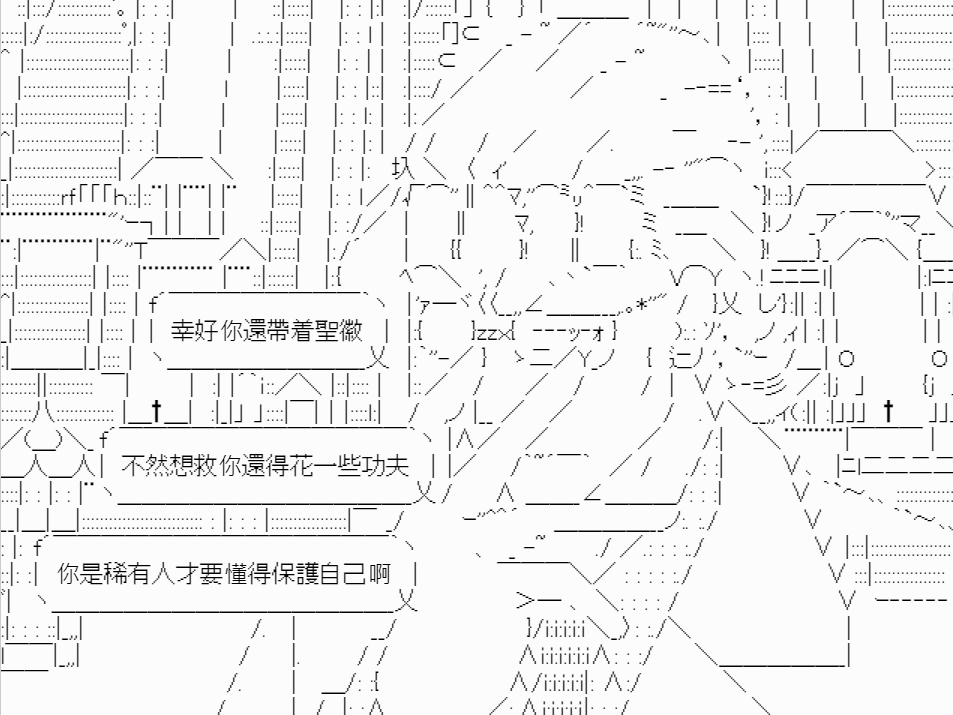 幸好你還帶着聖徽
不然想救你還得花一些功夫
你是稀有人才要懂得保護自己啊